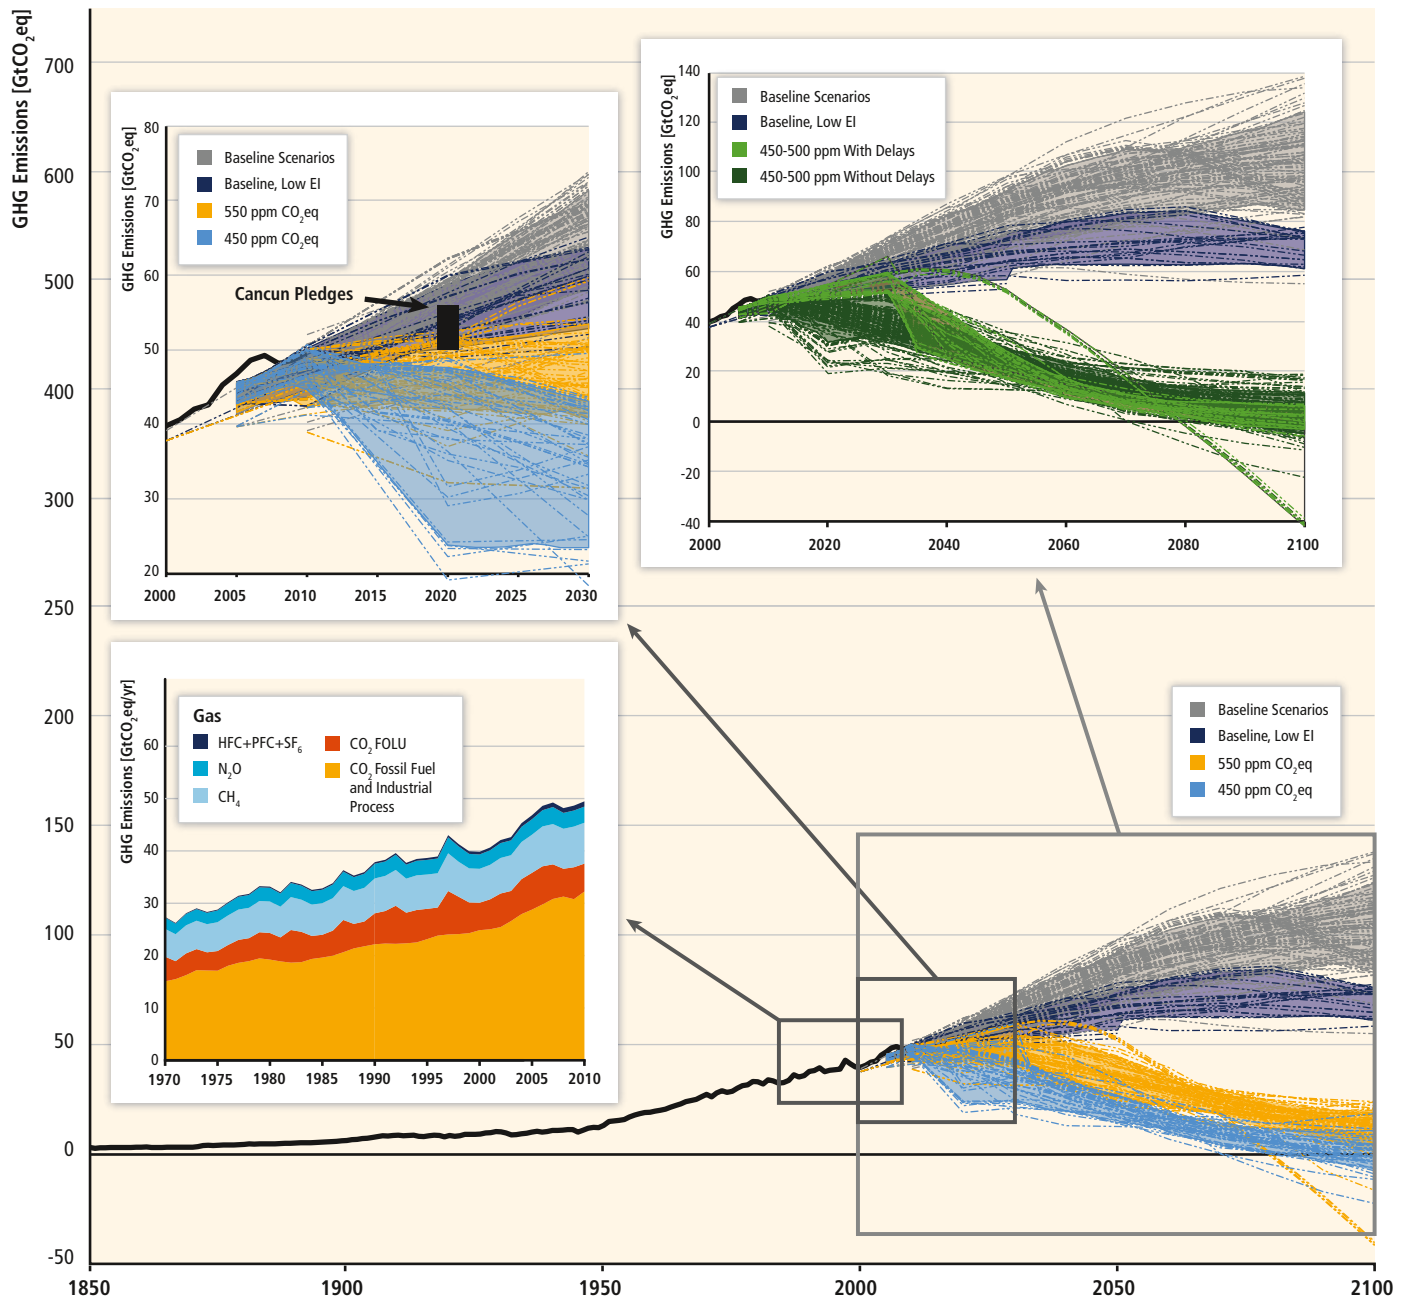 GHG Emissions [GtCO2eq]
700
600
500
400
300
250
200
150
100
50
0
-50
1850
1900
1950
2000
2050
2100
GHG Emissions [GtCO2eq]
80
70
60
50
40
30
20
2000
2005
2010
2015
2020
2025
2030
Baseline Scenarios
Baseline, Low EI
550 ppm CO2eq
450 ppm CO2eq
Cancun Pledges
GHG Emissions [GtCO2eq]
140
120
100
80
60
40
20
0
-20
-40
2000
2020
2040
2060
2080
2100
Baseline Scenarios
Baseline, Low EI
450-500 ppm With Delays
450-500 ppm Without Delays
GHG Emissions [GtCO2eq/yr]
60
50
40
30
20
10
0
1970
1975
1980
1985
1990
1995
2000
2005
2010
Gas
HFC+PFC+SF6
N2O
CH4
CO2 FOLU
CO2 Fossil Fuel
and Industrial
Process
Baseline Scenarios
Baseline, Low EI
550 ppm CO2eq
450 ppm CO2eq